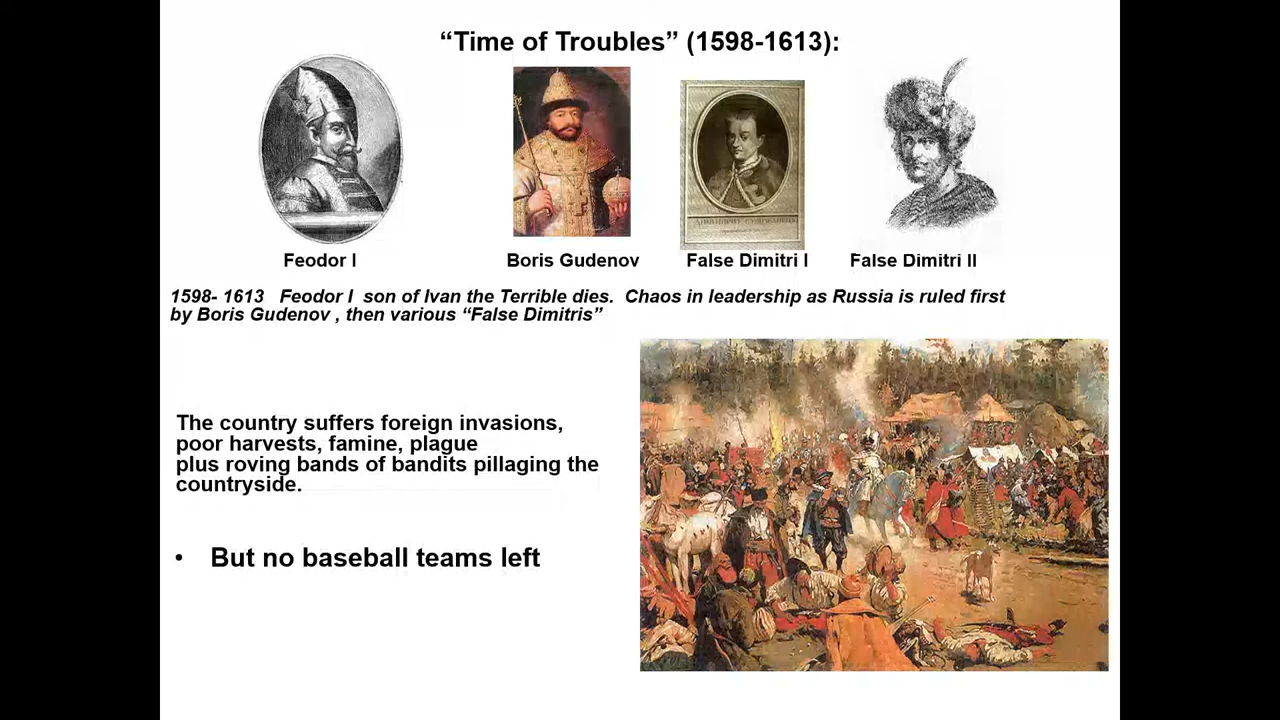 “Time of Troubles” (1598-1613):
Feodor I
Boris Gudenov
False Dimitri I
False Dimitri II
1598- 1613 Feodor I son of Ivan the Terrible dies. Chaos in leadership as Russia is ruled first
by Boris Gudenov , then various “False Dimitris”
The country suffers foreign invasions,
poor harvests, famine, plague
plus roving bands of bandits pillaging the
countryside.
• But no baseball teams left